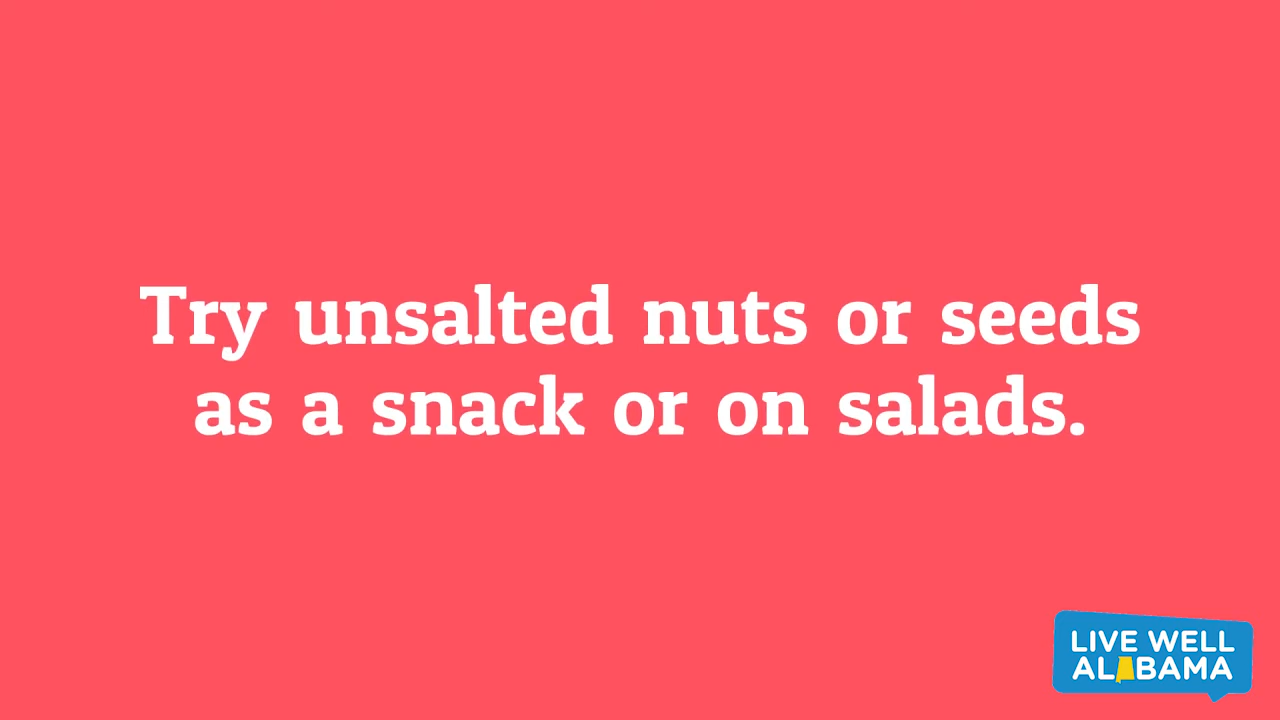 Try unsalted nuts or seeds
as a snack or on salads.
LIVE WELL
ALABAMA